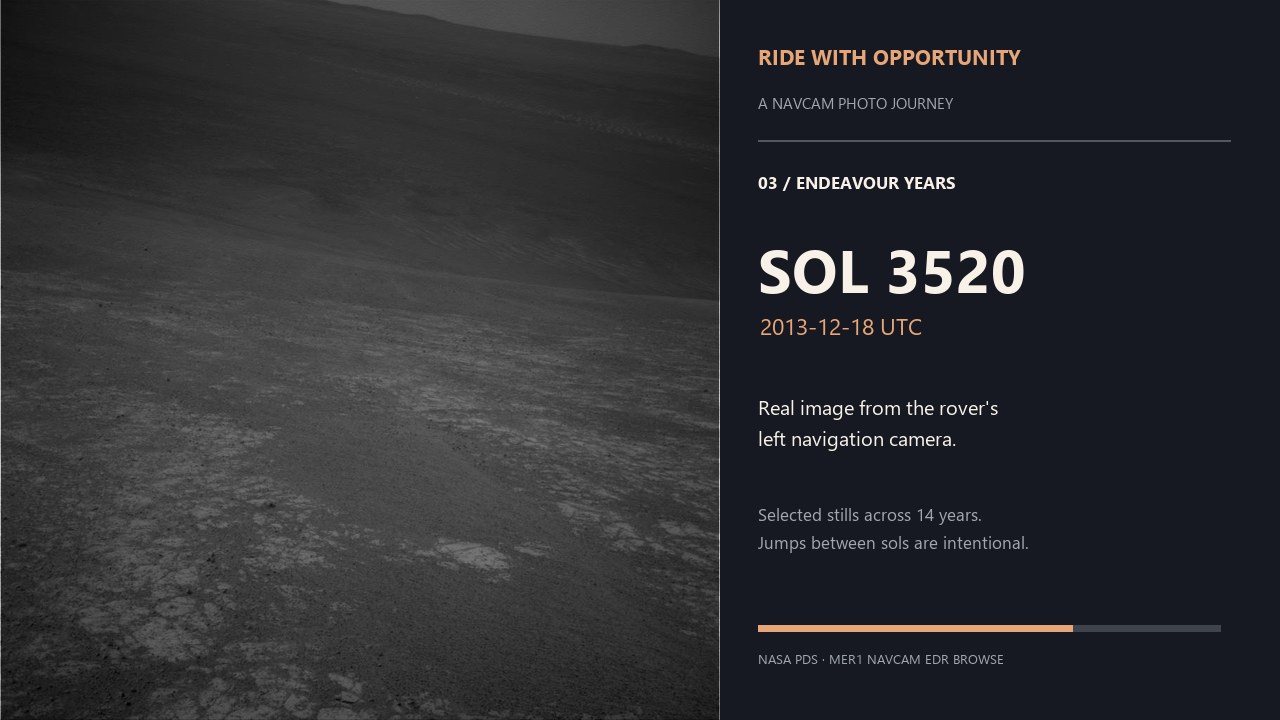 RIDE WITH OPPORTUNITY
A NAVCAM PHOTO JOURNEY
03 / ENDEAVOUR YEARS
SOL 3520
2013-12-18 UTC
Real image from the rover's
left navigation camera.
Selected stills across 14 years.
Jumps between sols are intentional.
NASA PDS · MER1 NAVCAM EDR BROWSE